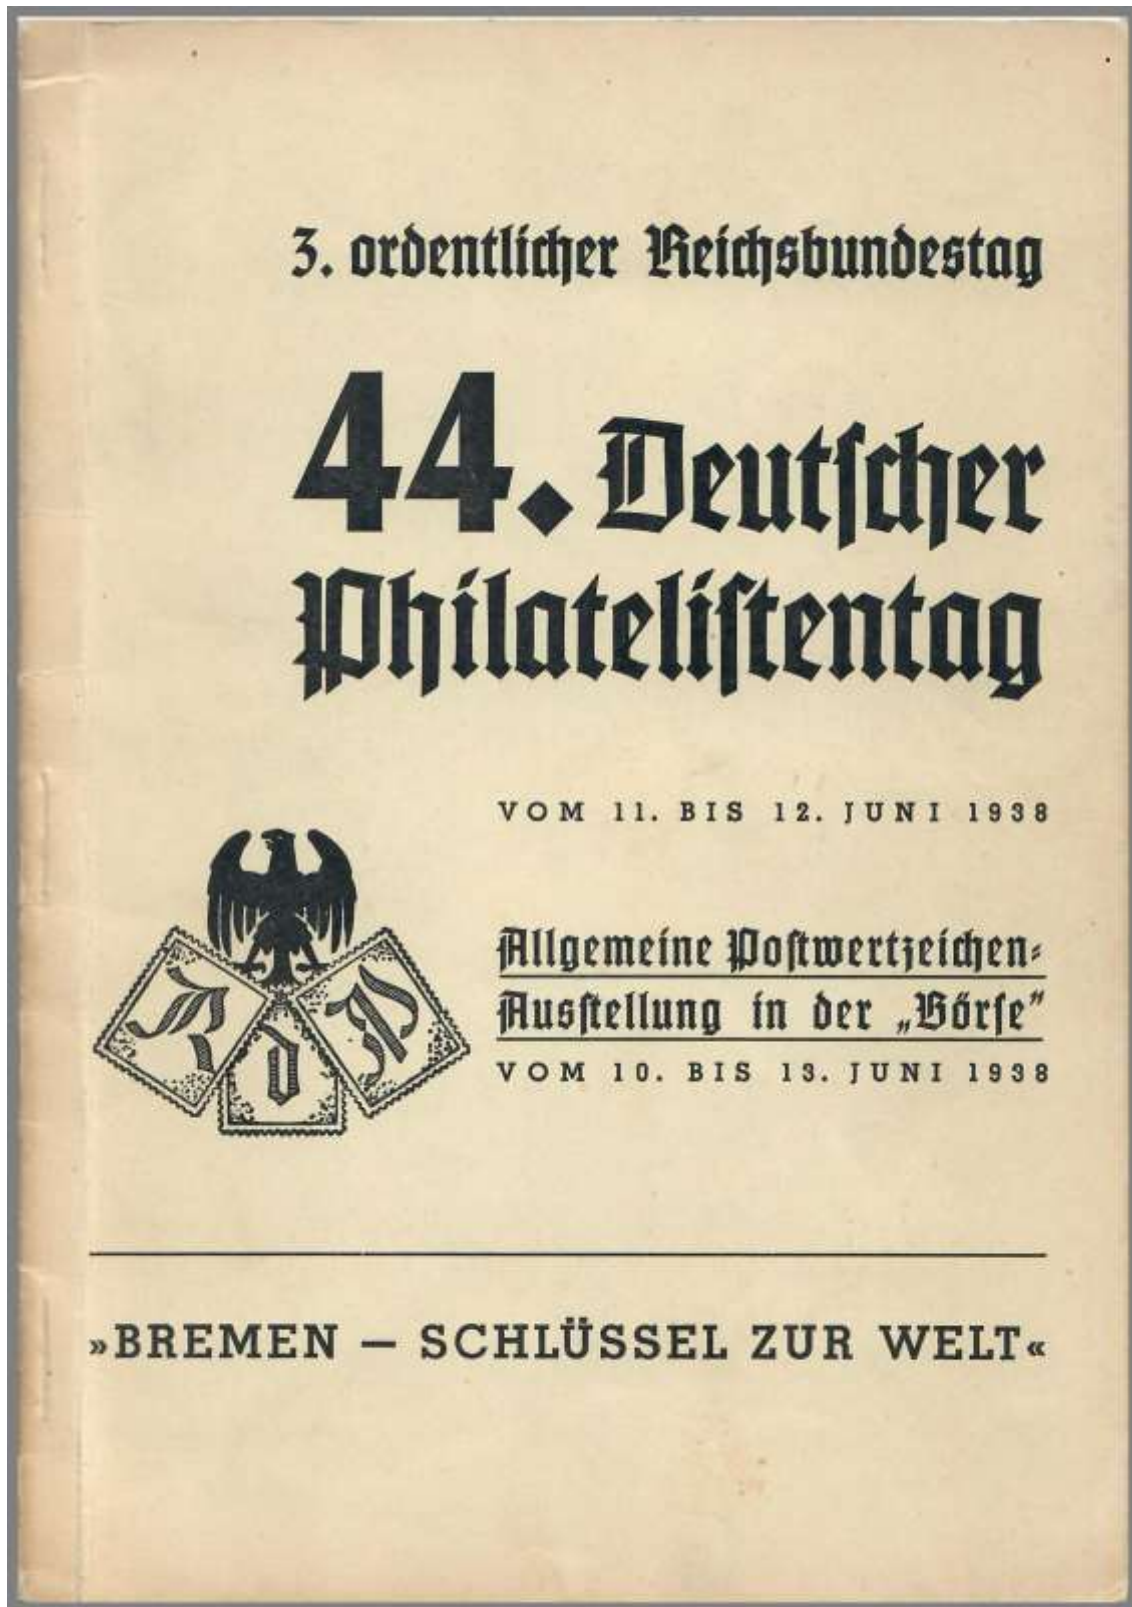 3. ordentlicher Reichsbundestag
44. Deutſcher
Philateliſtentag
VOM 11. BIS 12. JUNI 1938
Allgemeine Poſtwertzeichen-
Ausſtellung in der „Börſe"
VOM 10. BIS 13. JUNI 1938
R d P
»BREMEN – SCHLÜSSEL ZUR WELT«